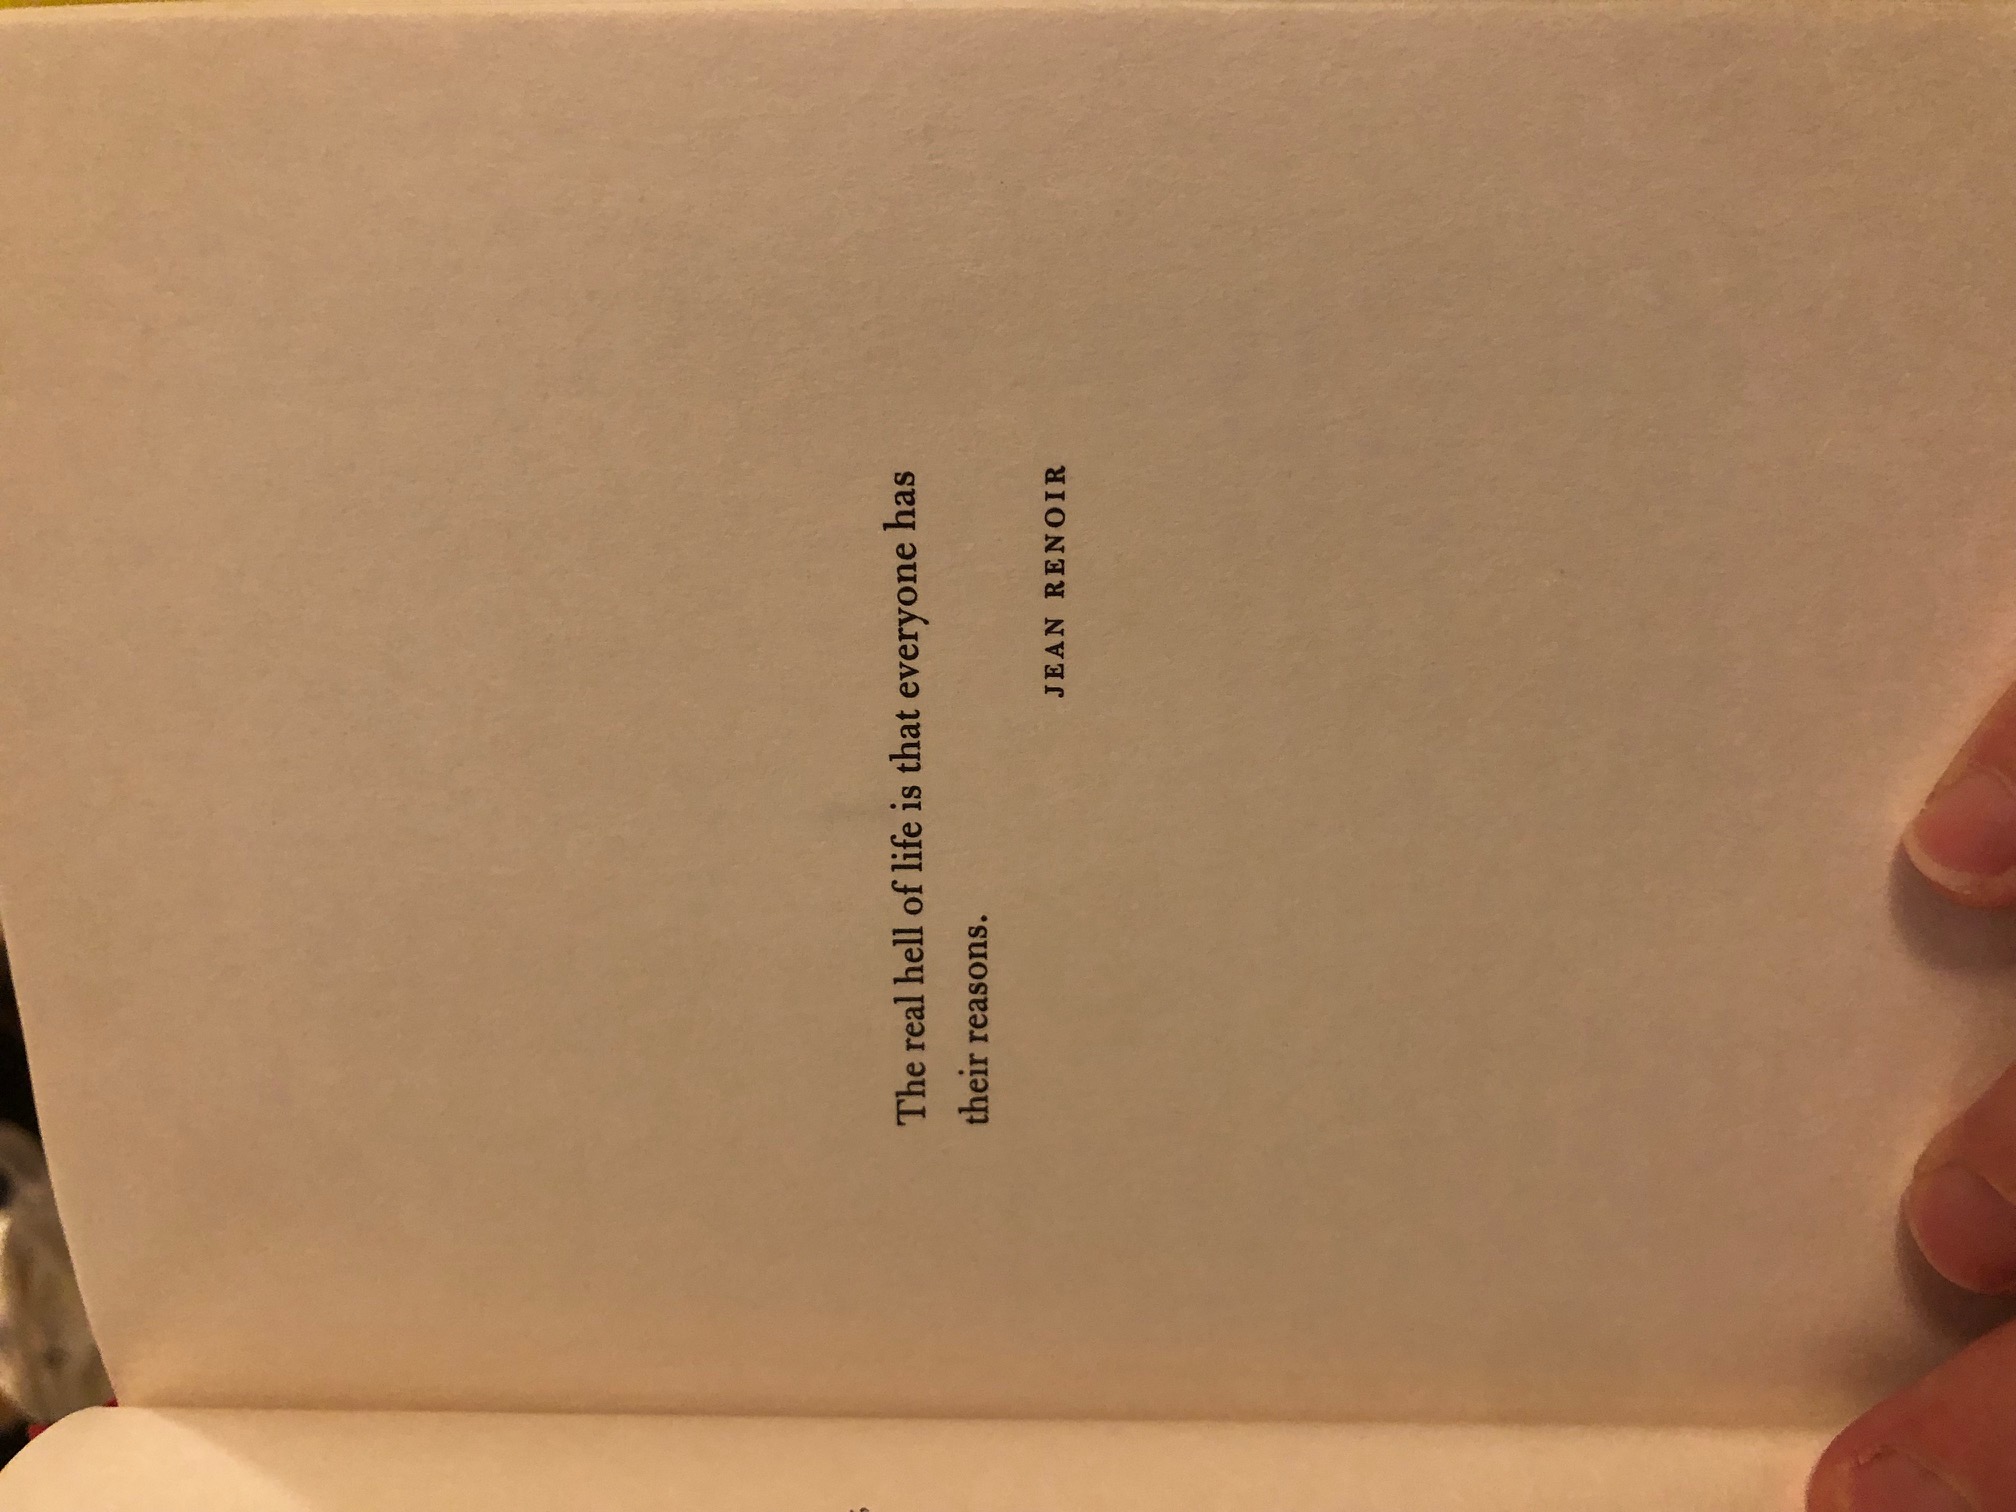 The real hell of life is that everyone has
their reasons.
JEAN RENOIR